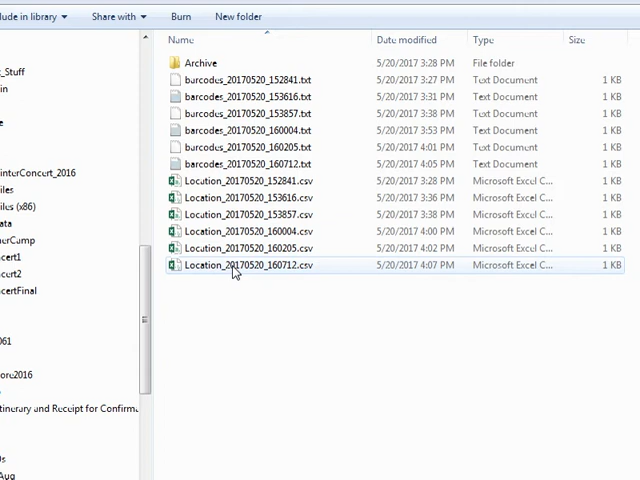 lude in library Share with Burn New folder
Name Date modified Type Size
Archive 5/20/2017 3:28 PM File folder
barcodes_20170520_152841.txt 5/20/2017 3:27 PM Text Document 1 KB
barcodes_20170520_153616.txt 5/20/2017 3:31 PM Text Document 1 KB
barcodes_20170520_153857.txt 5/20/2017 3:38 PM Text Document 1 KB
barcodes_20170520_160004.txt 5/20/2017 3:53 PM Text Document 1 KB
barcodes_20170520_160205.txt 5/20/2017 4:01 PM Text Document 1 KB
barcodes_20170520_160712.txt 5/20/2017 4:05 PM Text Document 1 KB
Location_20170520_152841.csv 5/20/2017 3:28 PM Microsoft Excel C... 1 KB
Location_20170520_153616.csv 5/20/2017 3:36 PM Microsoft Excel C... 1 KB
Location_20170520_153857.csv 5/20/2017 3:38 PM Microsoft Excel C... 1 KB
Location_20170520_160004.csv 5/20/2017 4:00 PM Microsoft Excel C... 1 KB
Location_20170520_160205.csv 5/20/2017 4:02 PM Microsoft Excel C... 1 KB
Location_20170520_160712.csv 5/20/2017 4:07 PM Microsoft Excel C... 1 KB
_Stuff
in
e
interConcert_2016
iles
iles (x86)
ata
nerCamp
cert1
cert2
certFinal
061
ore2016
tinerary and Receipt for Confirma
Js
Aug